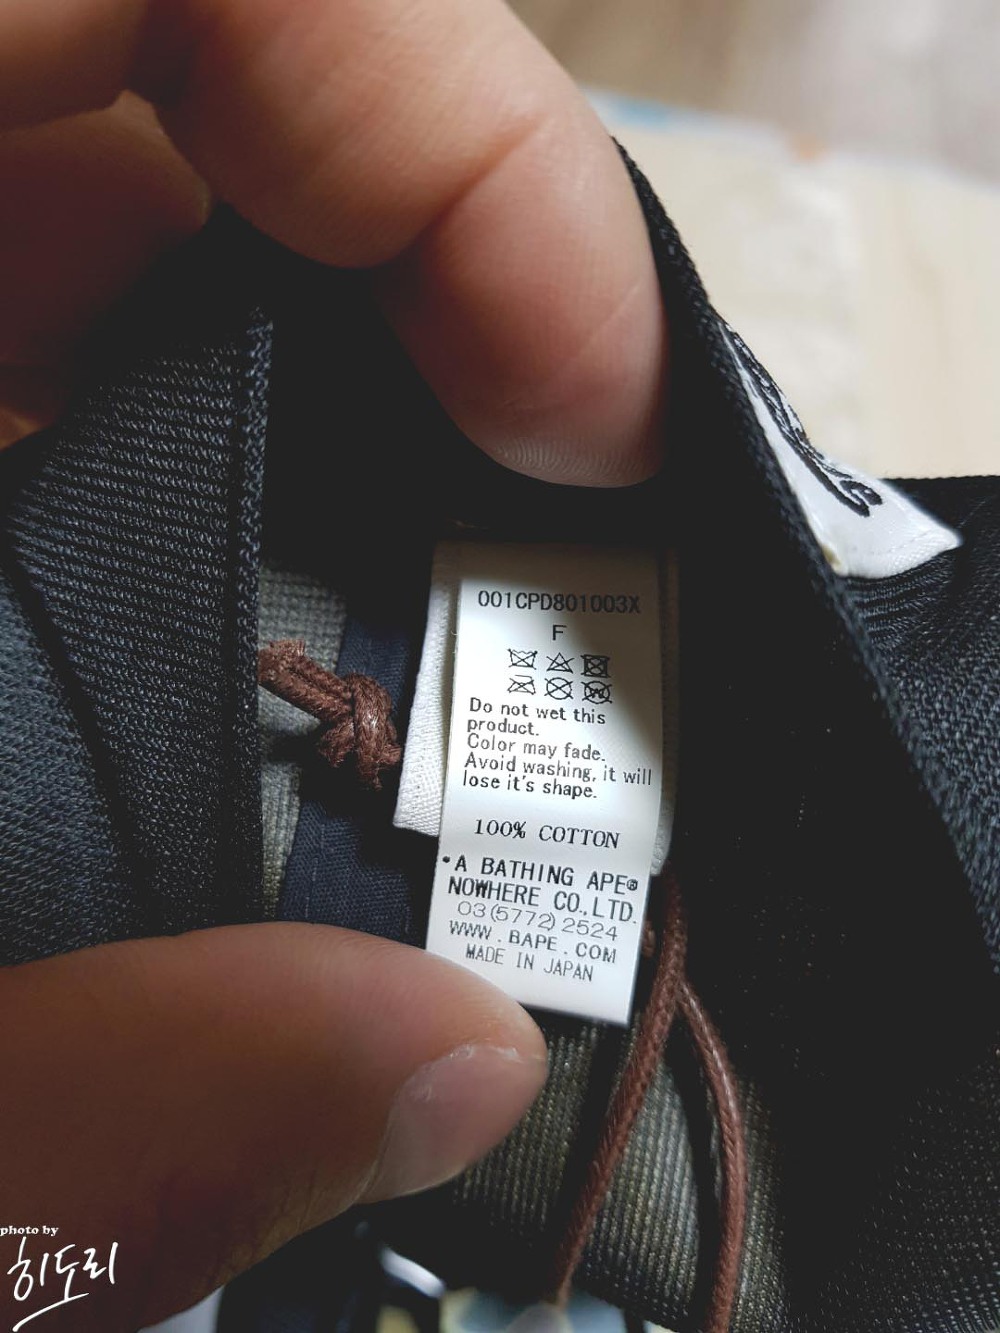 001CPD801003X
F
Do not wet this
product.
Color may fade.
Avoid washing, it will
lose it's shape.
100% COTTON
*A BATHING APE®
NOWHERE CO.,LTD.
03(5772)2524
WWW.BAPE.COM
MADE IN JAPAN
photo by
히도리